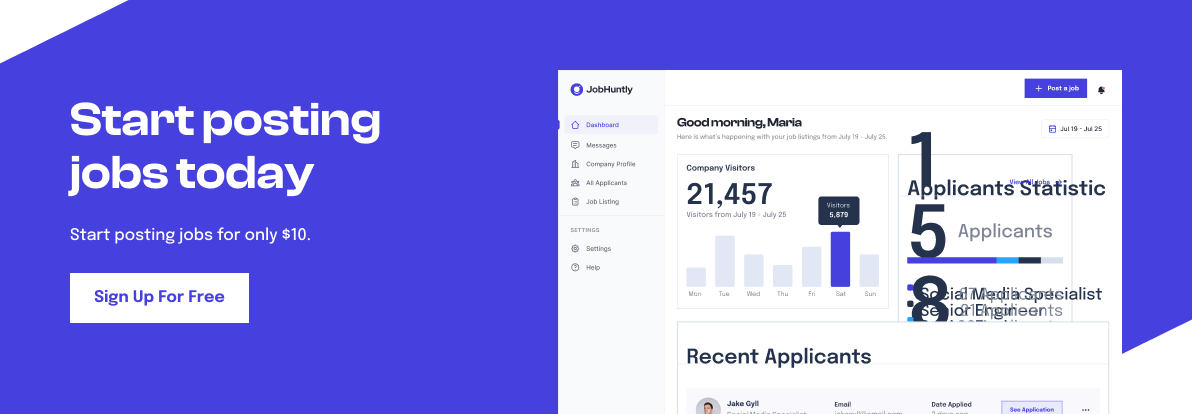 Start posting
jobs today
Start posting jobs for only $10.
Sign Up For Free
JobHuntly
Post a job
Dashboard
Messages
Company Profile
All Applicants
Job Listing
SETTINGS
Settings
Help
Good morning, Maria
Here is what's happening with your job listings from July 19 - July 25.
Jul 19 - Jul 25
Company Visitors
21,457
Visitors from July 19 - July 25
Visitors
5,879
Mon Tue Wed Thu Fri Sat Sun
1
View All Jobs
Applicants Statistic
5
Applicants
8
Social Media Specialist
Senior Engineer
Applicants
Recent Applicants
Jake Gyll
Social Media Specialist
Email
Date Applied
2 days ago
See Application